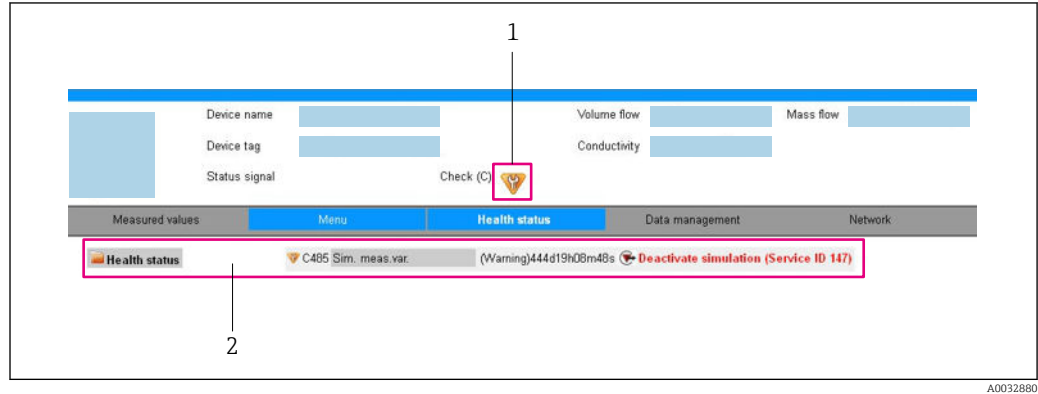 1
Device name
Volume flow
Mass flow
Device tag
Conductivity
Status signal
Check (C)
Measured values Menu Health status Data management Network
Health status C485 Sim. meas.var. (Warning)444d19h08m48s Deactivate simulation (Service ID 147)
2
A0032880